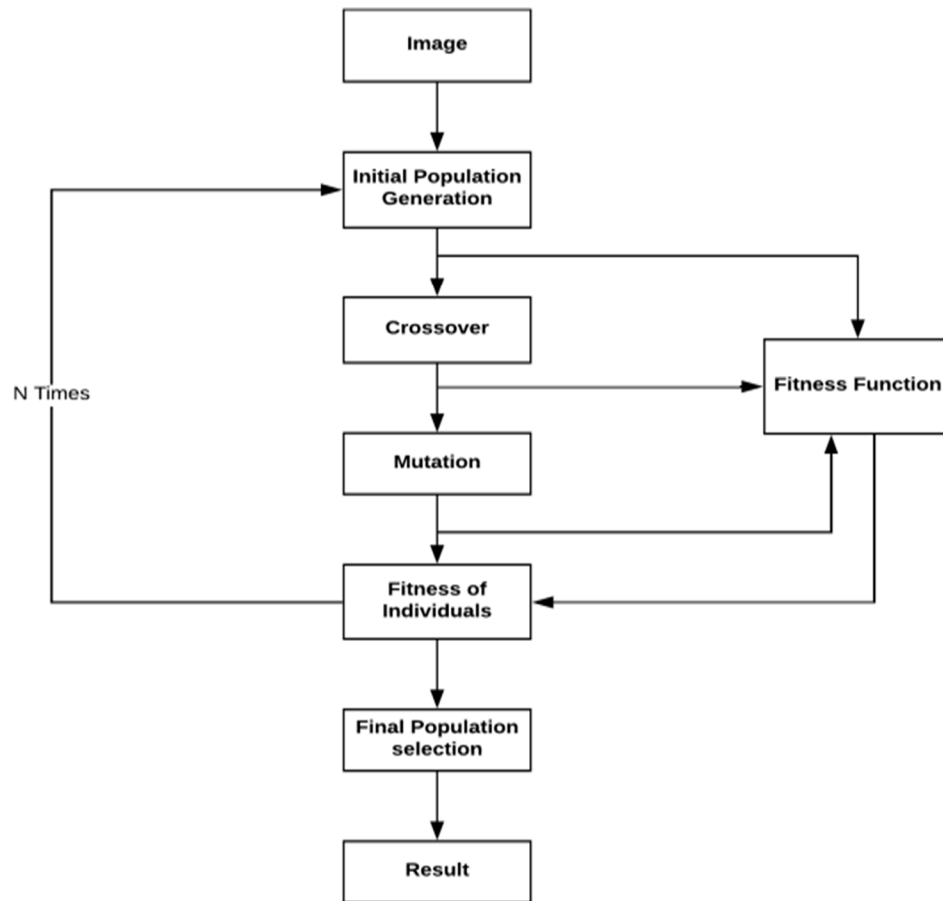 Image
Initial Population
Generation
Crossover
Fitness Function
N Times
Mutation
Fitness of
Individuals
Final Population
selection
Result